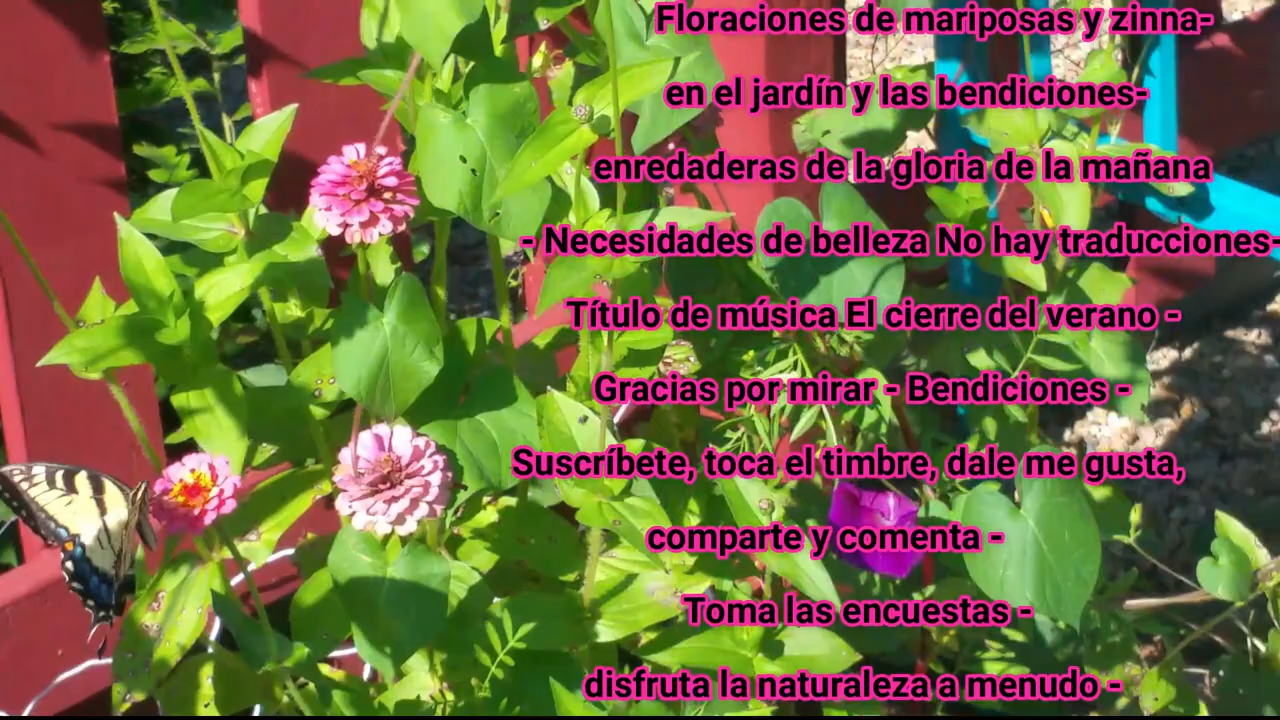 Floraciones de mariposas y zinna-
en el jardín y las bendiciones-
enredaderas de la gloria de la mañana
- Necesidades de belleza No hay traducciones-
Título de música El cierre del verano -
Gracias por mirar - Bendiciones -
Suscríbete, toca el timbre, dale me gusta,
comparte y comenta -
Toma las encuestas -
disfruta la naturaleza a menudo -